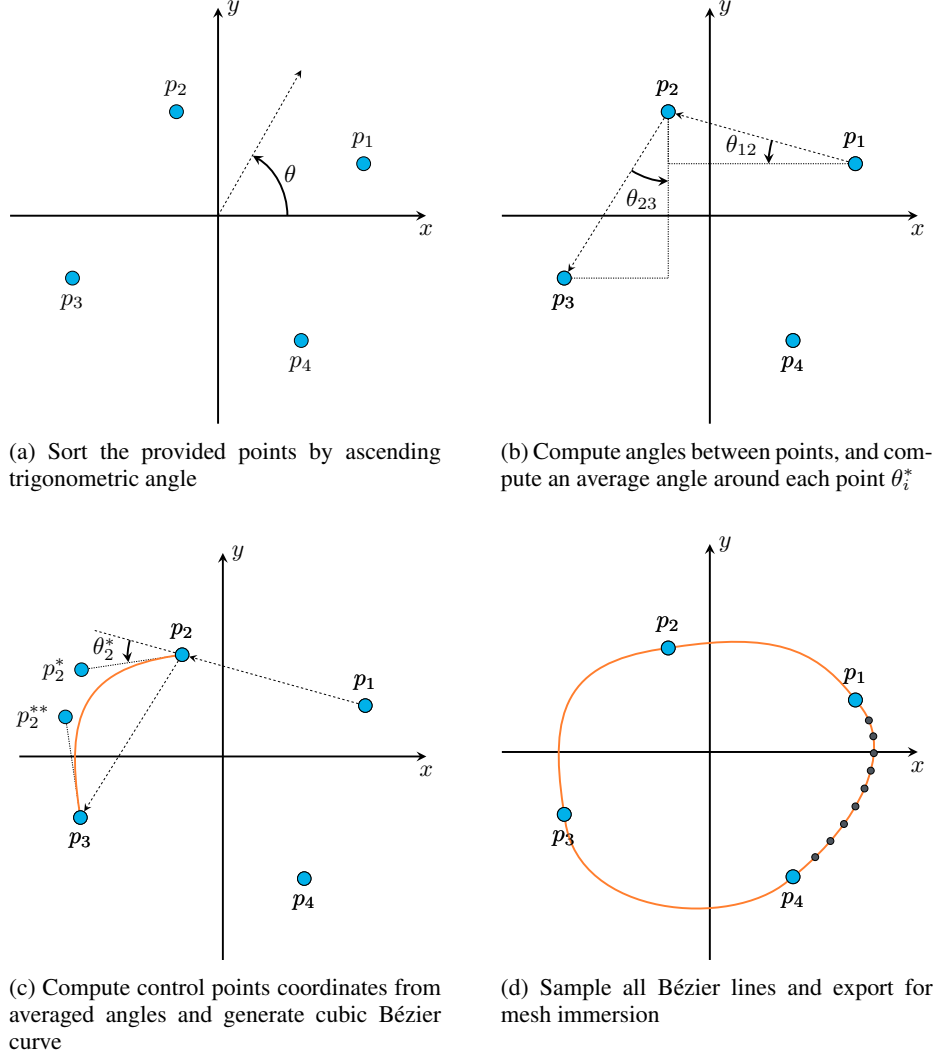 y
p₂
p₁
θ
x
p₃
p₄
(a) Sort the provided points by ascending
trigonometric angle
y
p₂
θ₁₂
p₁
θ₂₃
x
p₃
p₄
(b) Compute angles between points, and com-
pute an average angle around each point θᵢ*
y
p₂
θ₂*
p₂*
p₁
p₂**
x
p₃
p₄
(c) Compute control points coordinates from
averaged angles and generate cubic Bézier
curve
y
p₂
p₁
x
p₃
p₄
(d) Sample all Bézier lines and export for
mesh immersion